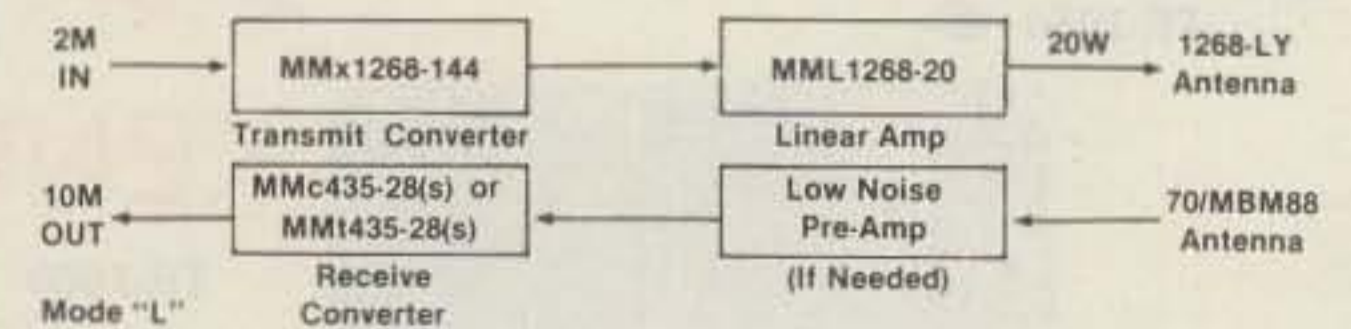 2M
IN
MMx1268-144
Transmit Converter
MML1268-20
Linear Amp
20W
1268-LY
Antenna
10M
OUT
MMc435-28(s) or
MMt435-28(s)
Receive
Converter
Low Noise
Pre-Amp
(If Needed)
70/MBM88
Antenna
Mode "L"